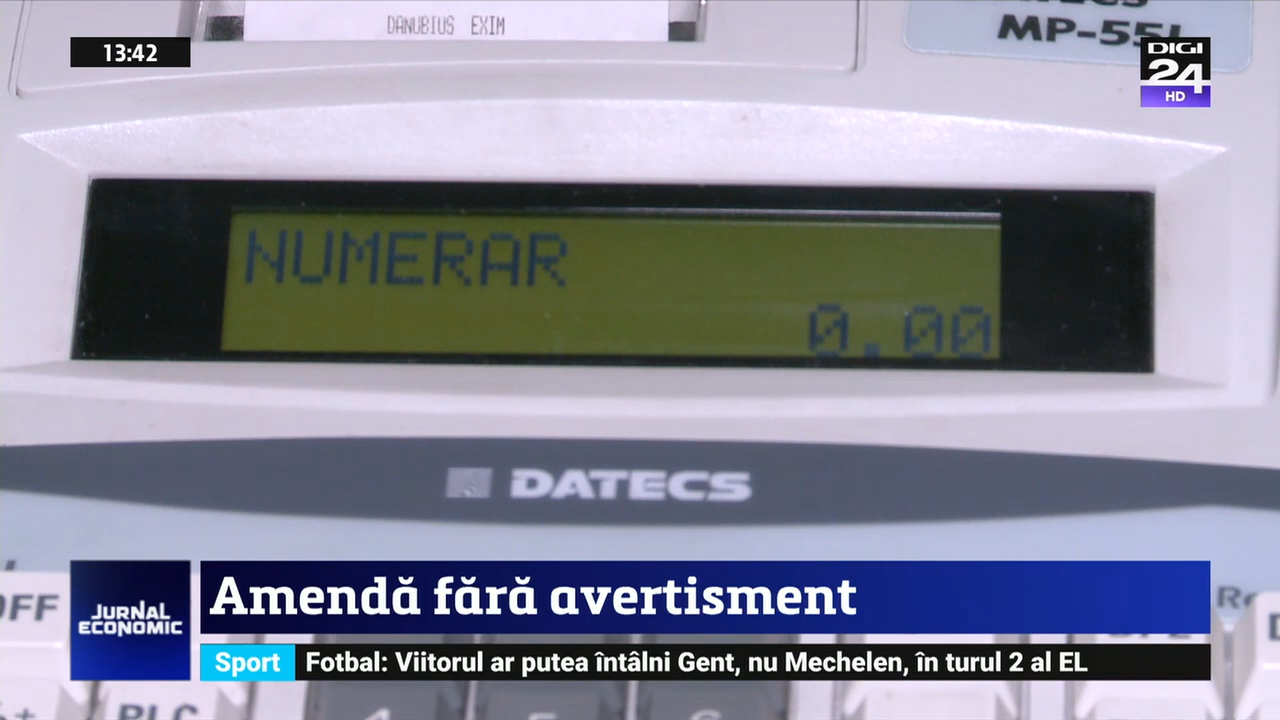 DANUBIUS EXIM
MP-55L
13:42
DIGI
24
HD
NUMERAR
0.00
DATECS
JURNAL
ECONOMIC
Amendă fără avertisment
Sport
Fotbal: Viitorul ar putea întâlni Gent, nu Mechelen, în turul 2 al EL
OFF
PLC